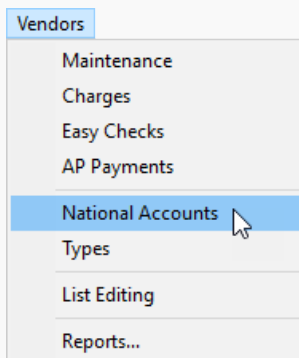 Vendors
Maintenance
Charges
Easy Checks
AP Payments
National Accounts
Types
List Editing
Reports...